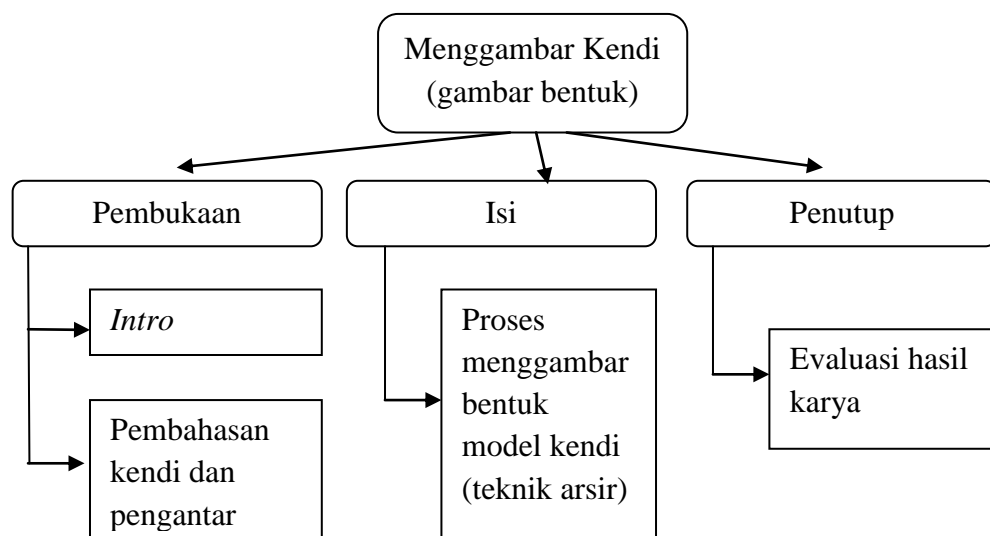 Menggambar Kendi
(gambar bentuk)
Pembukaan
Isi
Penutup
Intro
Pembahasan
kendi dan
pengantar
Proses
menggambar
bentuk
model kendi
(teknik arsir)
Evaluasi hasil
karya